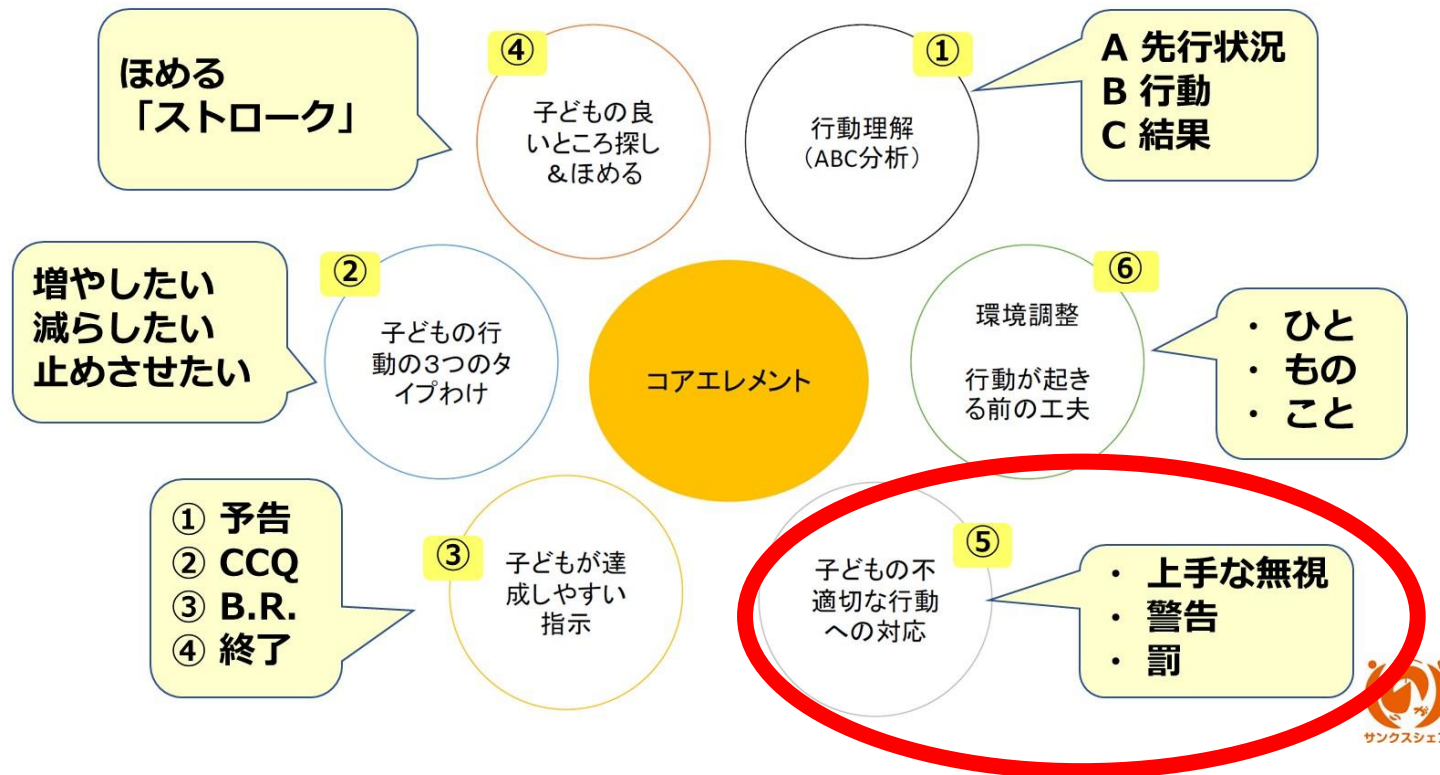 ほめる
「ストローク」
④
子どもの良
いところ探し
&ほめる
①
行動理解
（ABC分析）
A 先行状況
B 行動
C 結果
増やしたい
減らしたい
止めさせたい
②
子どもの行
動の3つのタ
イプわけ
コアエレメント
⑥
環境調整
行動が起き
る前の工夫
・ ひと
・ もの
・ こと
① 予告
② CCQ
③ B.R.
④ 終了
③
子どもが達
成しやすい
指示
⑤
子どもの不
適切な行動
への対応
・ 上手な無視
・ 警告
・ 罰
サンクスシェア